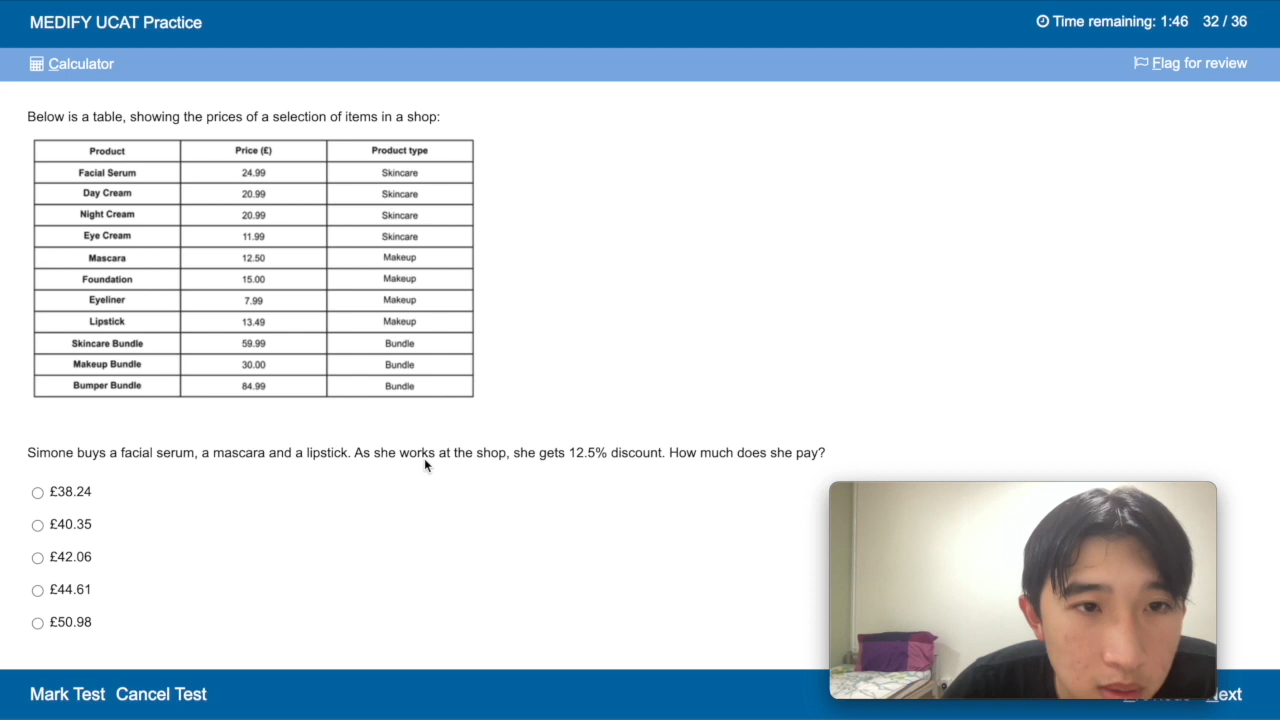 MEDIFY UCAT Practice
Time remaining: 1:46 32 / 36
Calculator
Flag for review
Below is a table, showing the prices of a selection of items in a shop:
Product Price (£) Product type
Facial Serum 24.99 Skincare
Day Cream 20.99 Skincare
Night Cream 20.99 Skincare
Eye Cream 11.99 Skincare
Mascara 12.50 Makeup
Foundation 15.00 Makeup
Eyeliner 7.99 Makeup
Lipstick 13.49 Makeup
Skincare Bundle 59.99 Bundle
Makeup Bundle 30.00 Bundle
Bumper Bundle 84.99 Bundle
Simone buys a facial serum, a mascara and a lipstick. As she works at the shop, she gets 12.5% discount. How much does she pay?
£38.24
£40.35
£42.06
£44.61
£50.98
Mark Test Cancel Test